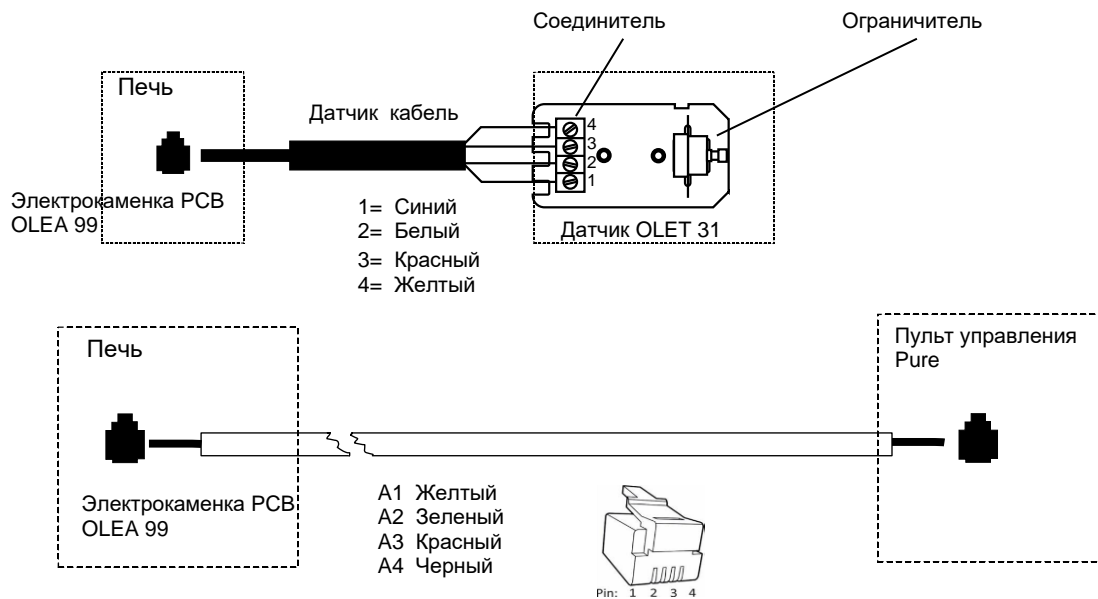 Соединитель
Ограничитель
Печь
Датчик кабель
4
3
2
1
Электрокаменка PCB
OLEA 99
1= Синий
2= Белый
3= Красный
4= Желтый
Датчик OLET 31
Печь
Пульт управления
Pure
Электрокаменка PCB
OLEA 99
A1 Желтый
A2 Зеленый
A3 Красный
A4 Черный
Pin: 1 2 3 4